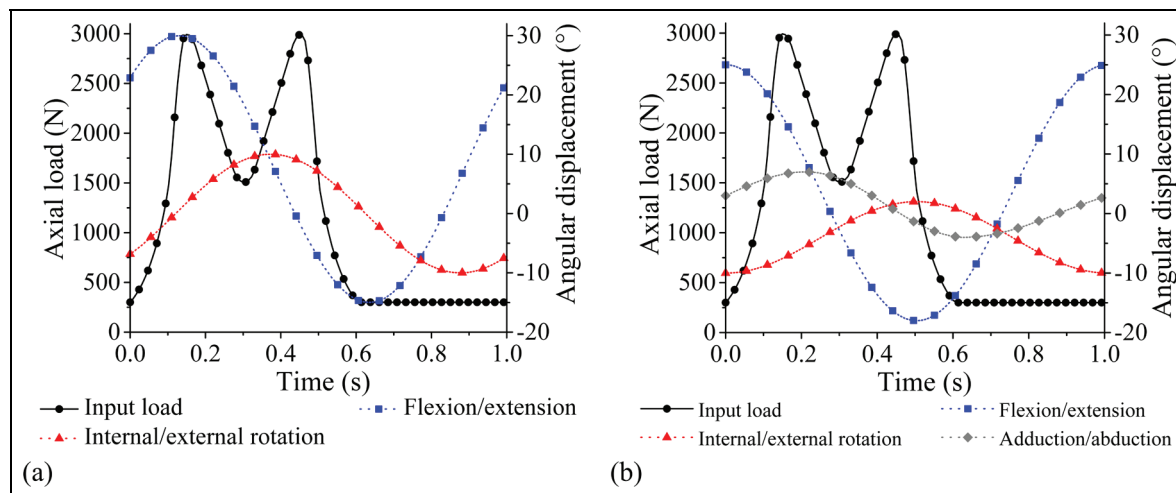 3000
2500
2000
1500
1000
500
0
Axial load (N)
30
20
10
0
-10
-20
Angular displacement (°)
0.0 0.2 0.4 0.6 0.8 1.0
Time (s)
Input load
Flexion/extension
Internal/external rotation
(a)
3000
2500
2000
1500
1000
500
0
Axial load (N)
30
20
10
0
-10
-20
Angular displacement (°)
0.0 0.2 0.4 0.6 0.8 1.0
Time (s)
Input load
Flexion/extension
Internal/external rotation
Adduction/abduction
(b)